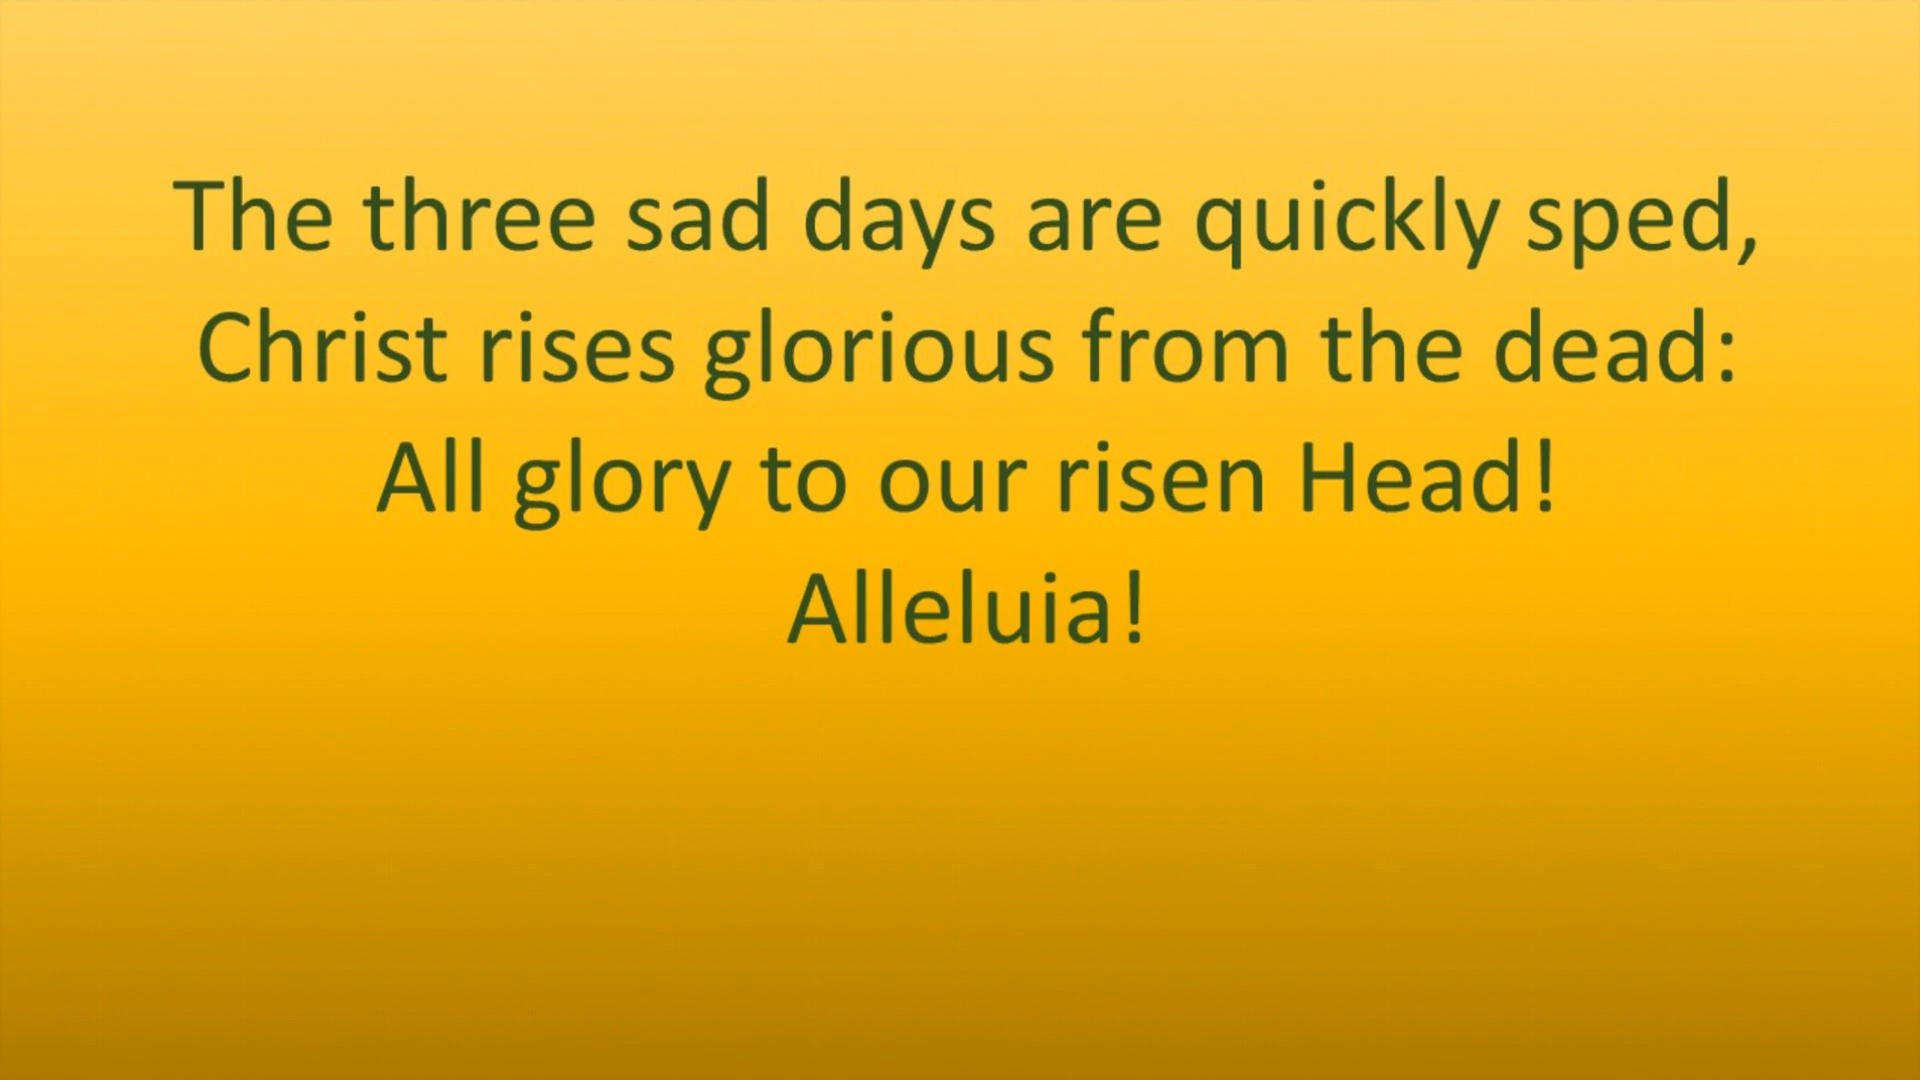 The three sad days are quickly sped,
Christ rises glorious from the dead:
All glory to our risen Head!
Alleluia!